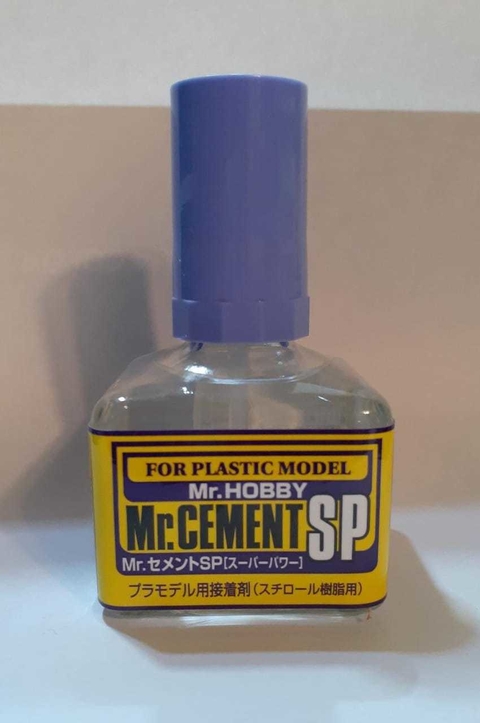 FOR PLASTIC MODEL
Mr.HOBBY
Mr.CEMENT SP
Mr.セメントSP[スーパーパワー]
プラモデル用接着剤(スチロール樹脂用)